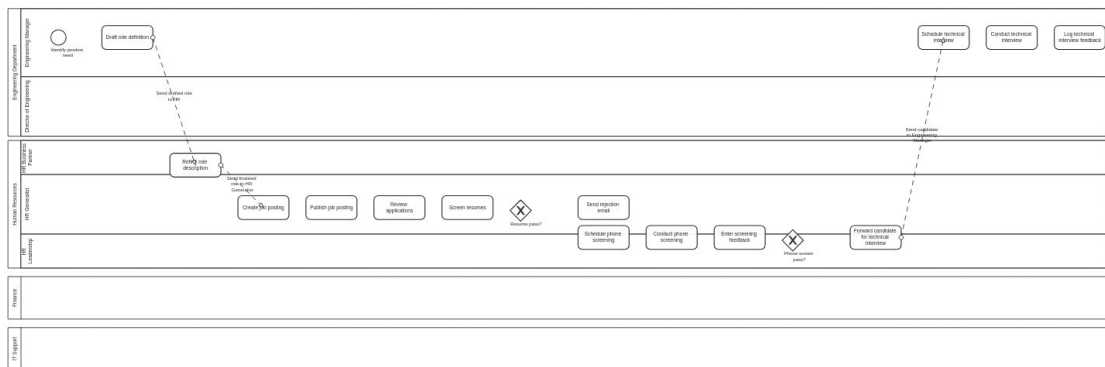 Engineering Department
Engineering Manager
Identify position
need
Draft role definition
Schedule technical
interview
Conduct technical
interview
Log technical
interview feedback
Director of Engineering
Send drafted role
to HR
Send candidate
to Engineering
Manager
Human Resources
HR Business
Partner
Refine role
description
Send finalized
role to HR
Generalist
HR Generalist
Create job posting
Publish job posting
Review
applications
Screen resumes
Resume pass?
Send rejection
email
HR
Leadership
Schedule phone
screening
Conduct phone
screening
Enter screening
feedback
Phone screen
pass?
Forward candidate
for technical
interview
Finance
IT Support